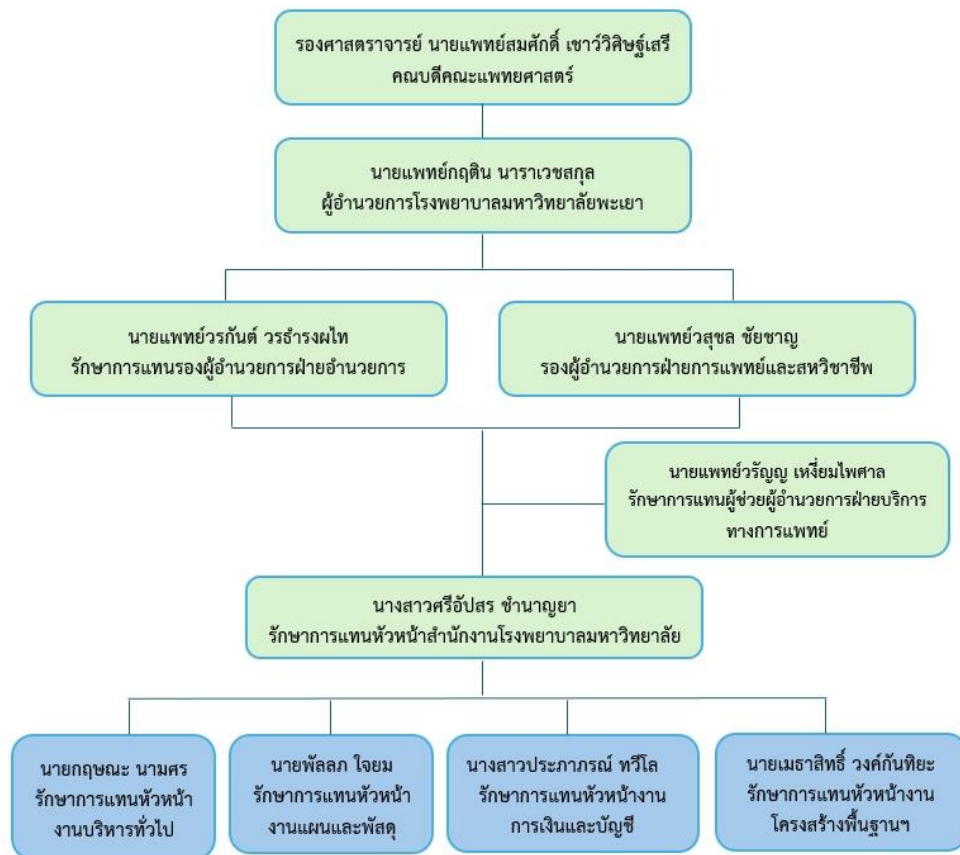 รองศาสตราจารย์ นายแพทย์สมศักดิ์ เชาว์วิศิษฐ์เสรี
คณบดีคณะแพทยศาสตร์
นายแพทย์กฤติน นาราเวชสกุล
ผู้อำนวยการโรงพยาบาลมหาวิทยาลัยพะเยา
นายแพทย์วรกันต์ วรธำรงผไท
รักษาการแทนรองผู้อำนวยการฝ่ายอำนวยการ
นายแพทย์วสุชล ชัยชาญ
รองผู้อำนวยการฝ่ายการแพทย์และสหวิชาชีพ
นายแพทย์วรัญญู เหงี่ยมไพศาล
รักษาการแทนผู้ช่วยผู้อำนวยการฝ่ายบริการ
ทางการแพทย์
นางสาวศรีอัปสร ชำนาญยา
รักษาการแทนหัวหน้าสำนักงานโรงพยาบาลมหาวิทยาลัย
นายกฤษณะ นามศร
รักษาการแทนหัวหน้า
งานบริหารทั่วไป
นายพัลลภ ใจยม
รักษาการแทนหัวหน้า
งานแผนและพัสดุ
นางสาวประภาภรณ์ ทวีโล
รักษาการแทนหัวหน้างาน
การเงินและบัญชี
นายเมธาสิทธิ์ วงค์กันทิยะ
รักษาการแทนหัวหน้างาน
โครงสร้างพื้นฐานฯ